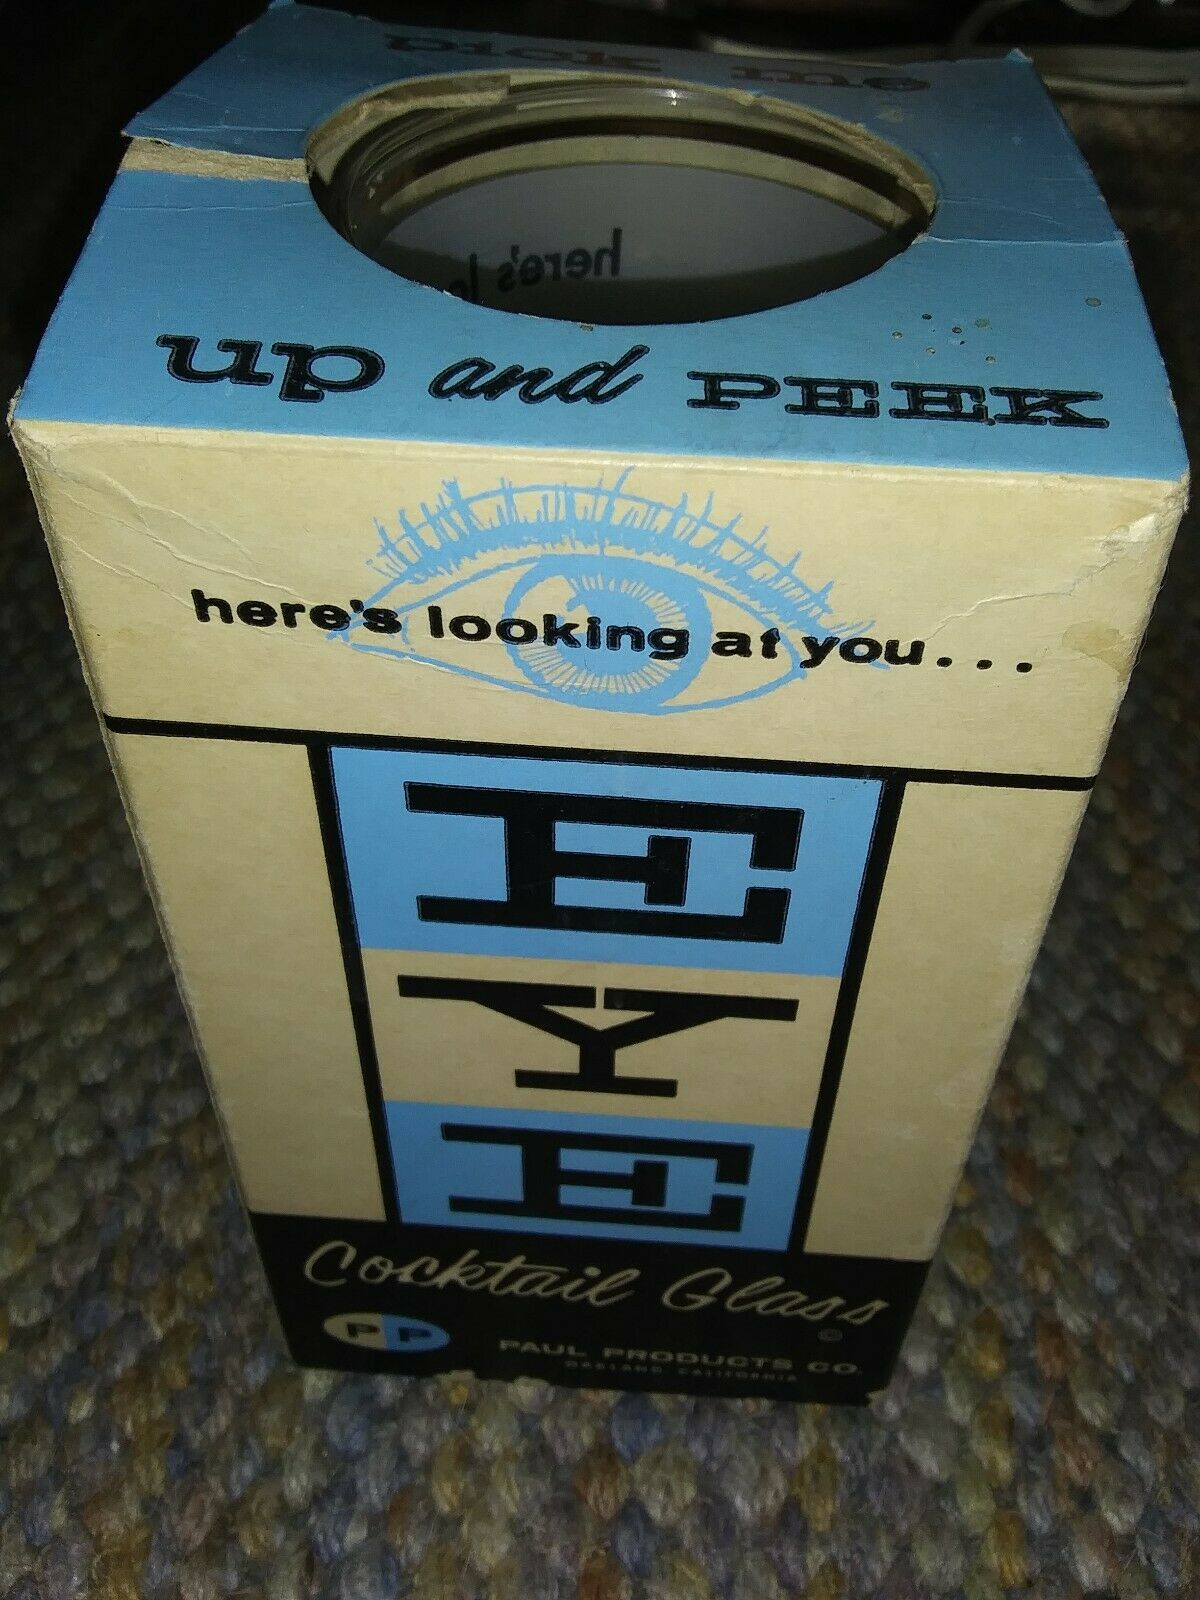 pick me
here's lo
up and PEEK
here's looking at you...
EYE
Cocktail Glass
©
PP PAUL PRODUCTS CO.
OAKLAND CALIFORNIA